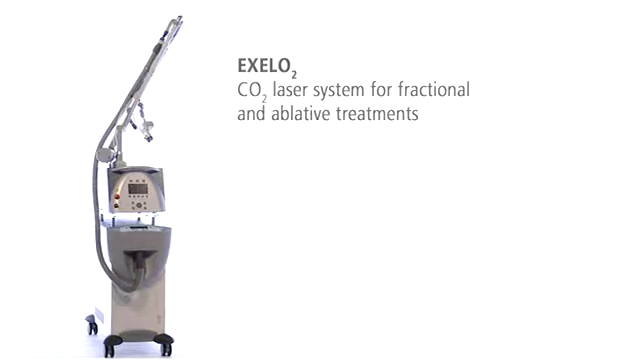 EXELO₂
CO₂ laser system for fractional
and ablative treatments